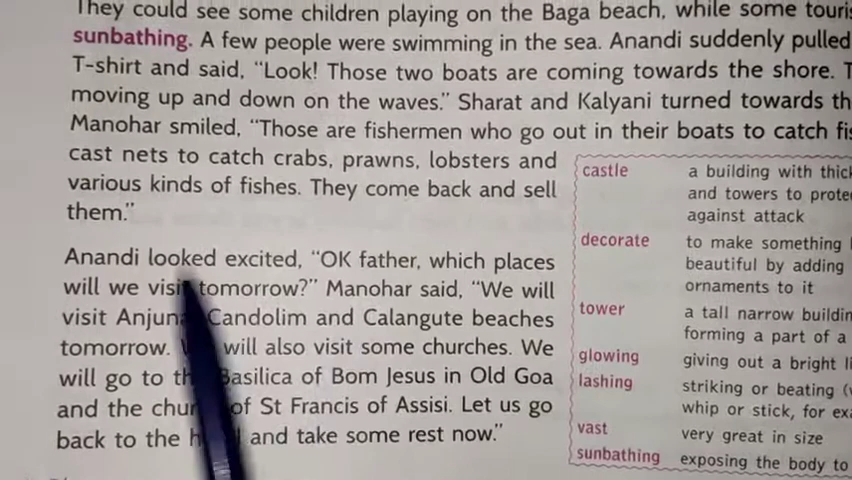 They could see some children playing on the Baga beach, while some
sunbathing. A few people were swimming in the sea. Anandi suddenly pulled
T-shirt and said, “Look! Those two boats are coming towards the shore.
moving up and down on the waves.” Sharat and Kalyani turned towards
Manohar smiled, “Those are fishermen who go out in their boats to catch
cast nets to catch crabs, prawns, lobsters and
various kinds of fishes. They come back and sell
them.”
Anandi looked excited, “OK father, which places
will we visit tomorrow?” Manohar said, “We will
visit Anjuna Candolim and Calangute beaches
tomorrow. will also visit some churches. We
will go to Basilica of Bom Jesus in Old Goa
and the of St Francis of Assisi. Let us go
back to the and take some rest now.”
castle a building with thick
and towers to
against attack
decorate to make something
beautiful by adding
ornaments to it
tower a tall narrow
forming a part of a
glowing giving out a bright
lashing striking or beating
whip or stick, for
vast very great in size
sunbathing exposing the body to